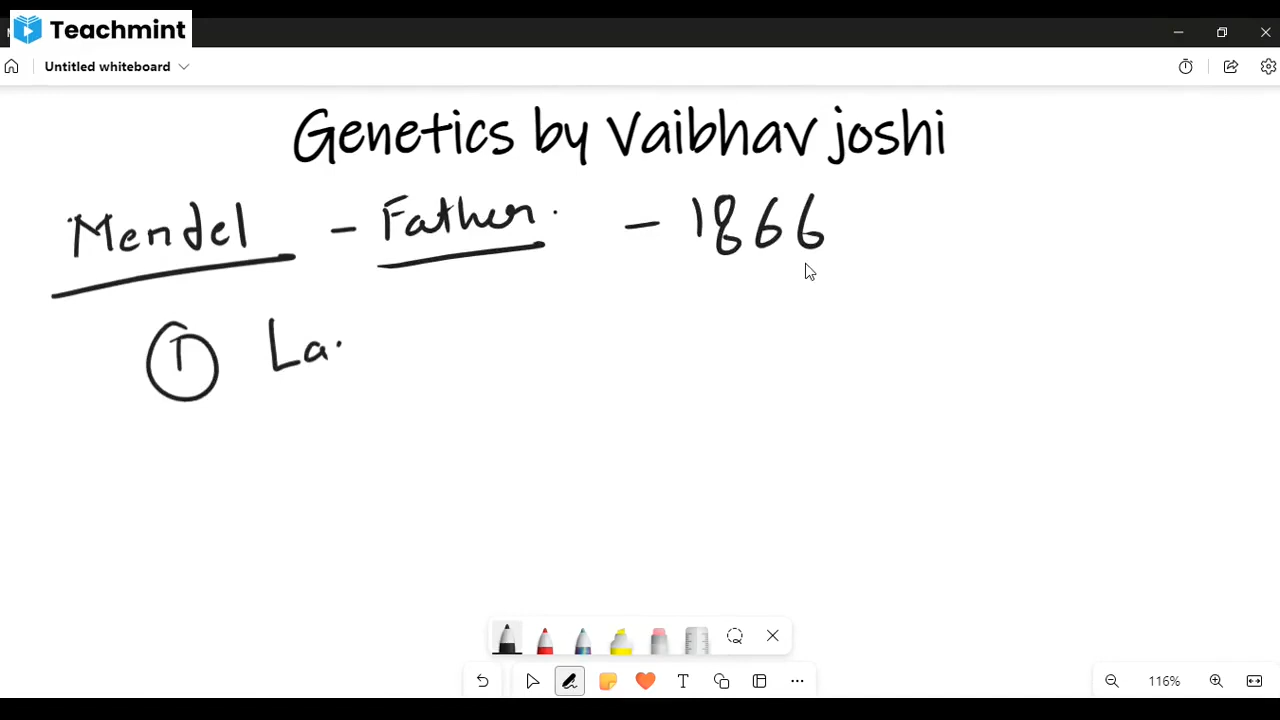 Teachmint
Untitled whiteboard
Genetics by Vaibhav joshi
Mendel - Father. - 1866
① La.
116%